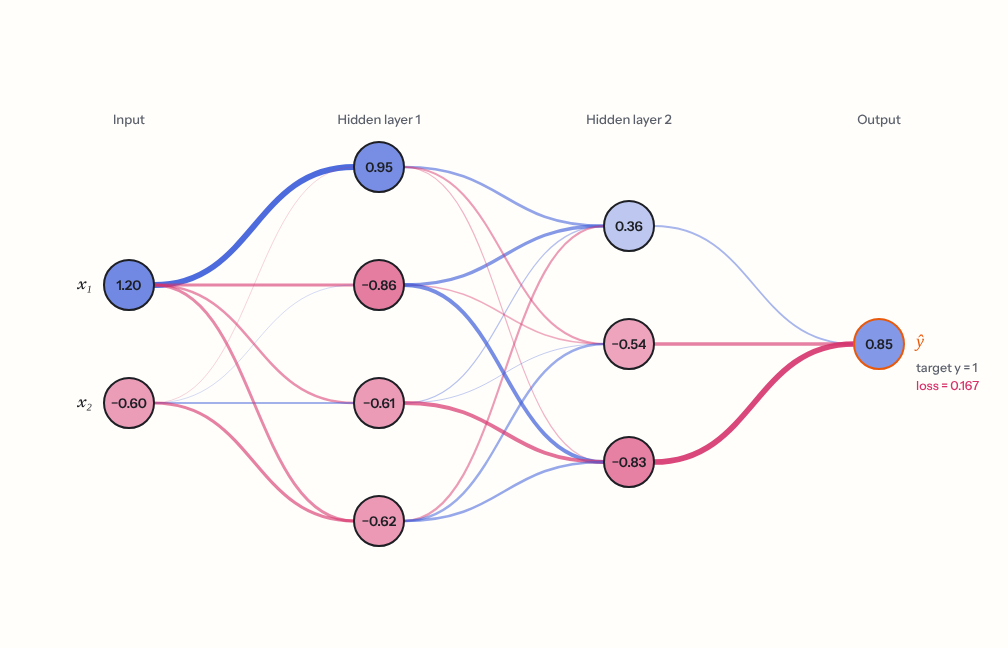 Input
Hidden layer 1
Hidden layer 2
Output
0.95
0.36
x₁
1.20
−0.86
−0.54
0.85
ŷ
target y = 1
loss = 0.167
x₂
−0.60
−0.61
−0.83
−0.62